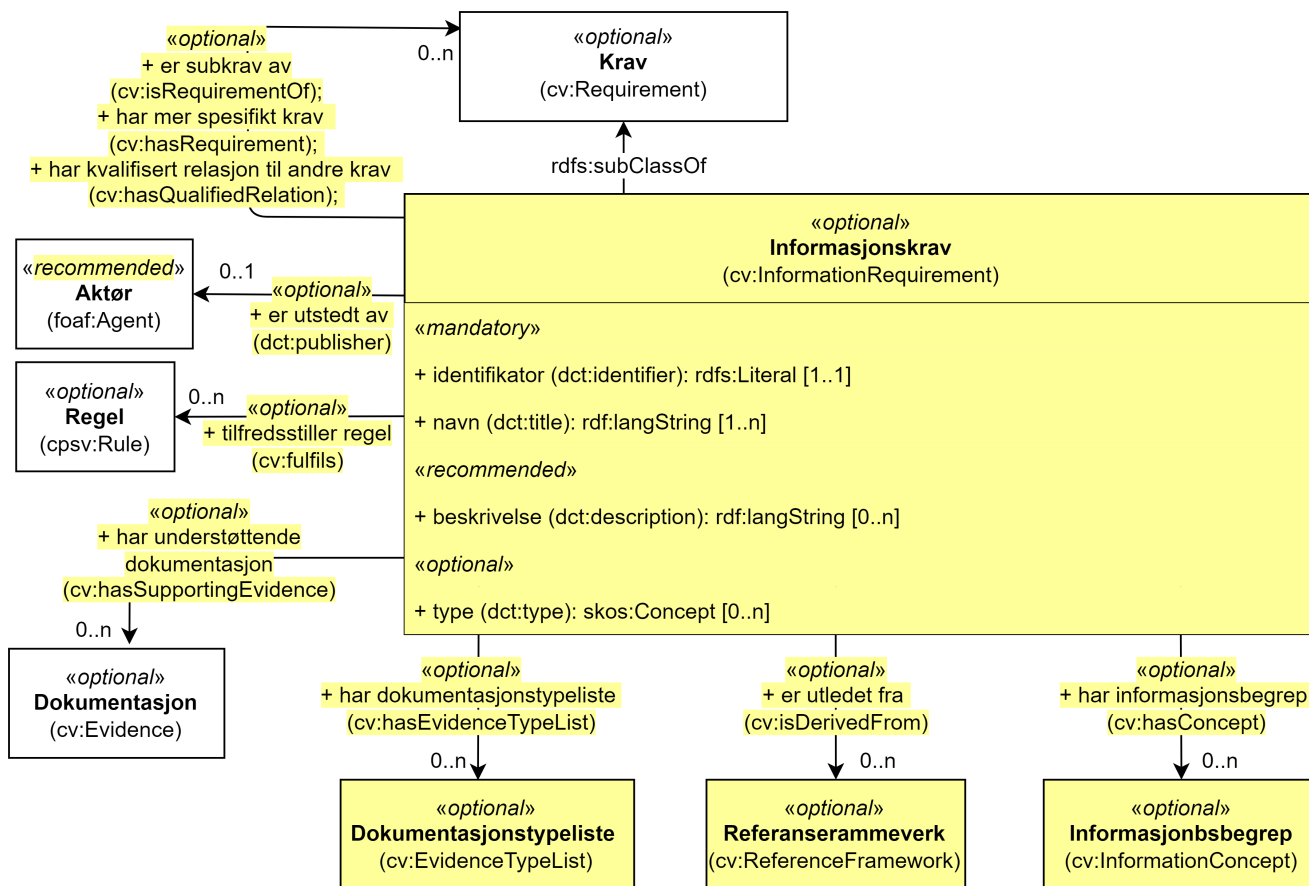 «optional»
+ er subkrav av
(cv:isRequirementOf);
+ har mer spesifikt krav
(cv:hasRequirement);
+ har kvalifisert relasjon til andre krav
(cv:hasQualifiedRelation);
0..n
«optional»
Krav
(cv:Requirement)
rdfs:subClassOf
«optional»
Informasjonskrav
(cv:InformationRequirement)
«mandatory»
+ identifikator (dct:identifier): rdfs:Literal [1..1]
+ navn (dct:title): rdf:langString [1..n]
«recommended»
+ beskrivelse (dct:description): rdf:langString [0..n]
«optional»
+ type (dct:type): skos:Concept [0..n]
«recommended»
Aktør
(foaf:Agent)
0..1
«optional»
+ er utstedt av
(dct:publisher)
«optional»
Regel
(cpsv:Rule)
0..n
«optional»
+ tilfredsstiller regel
(cv:fulfils)
«optional»
+ har understøttende
dokumentasjon
(cv:hasSupportingEvidence)
0..n
«optional»
Dokumentasjon
(cv:Evidence)
«optional»
+ har dokumentasjonstypeliste
(cv:hasEvidenceTypeList)
0..n
«optional»
Dokumentasjonstypeliste
(cv:EvidenceTypeList)
«optional»
+ er utledet fra
(cv:isDerivedFrom)
0..n
«optional»
Referanserammeverk
(cv:ReferenceFramework)
«optional»
+ har informasjonsbegrep
(cv:hasConcept)
0..n
«optional»
Informasjonbsbegrep
(cv:InformationConcept)